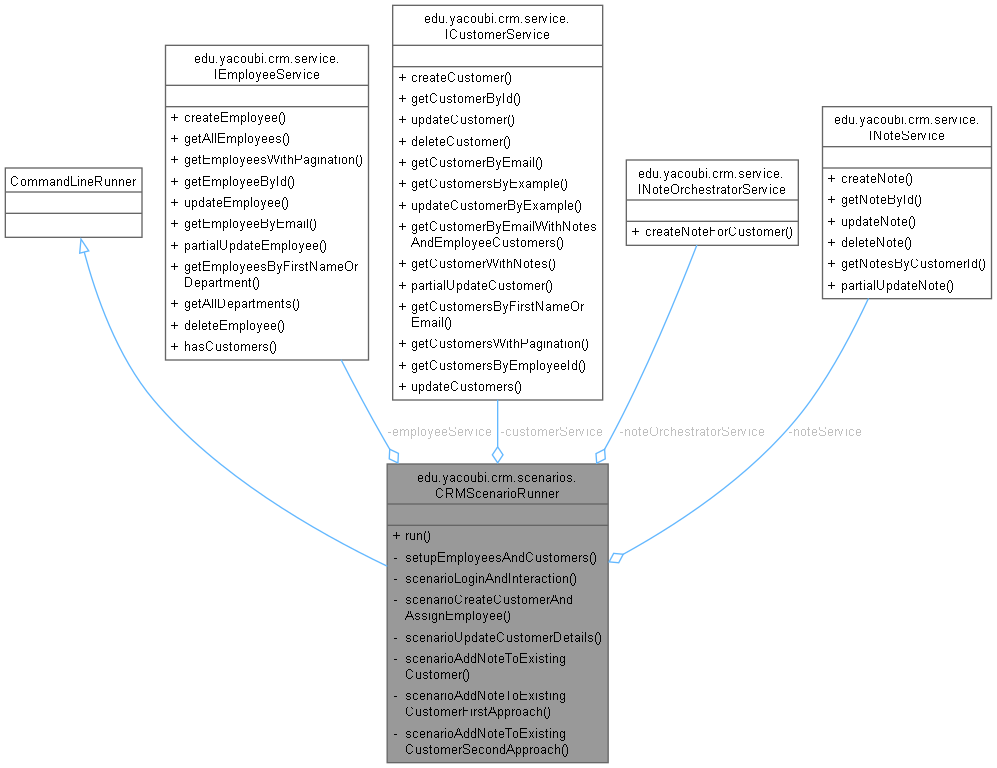 edu.yacoubi.crm.service.
ICustomerService
+ createCustomer()
+ getCustomerById()
+ updateCustomer()
+ deleteCustomer()
+ getCustomerByEmail()
+ getCustomersByExample()
+ updateCustomerByExample()
+ getCustomerByEmailWithNotes
AndEmployeeCustomers()
+ getCustomerWithNotes()
+ partialUpdateCustomer()
+ getCustomersByFirstNameOr
Email()
+ getCustomersWithPagination()
+ getCustomersByEmployeeId()
+ updateCustomers()
edu.yacoubi.crm.service.
IEmployeeService
+ createEmployee()
+ getAllEmployees()
+ getEmployeesWithPagination()
+ getEmployeeById()
+ updateEmployee()
+ getEmployeeByEmail()
+ partialUpdateEmployee()
+ getEmployeesByFirstNameOr
Department()
+ getAllDepartments()
+ deleteEmployee()
+ hasCustomers()
edu.yacoubi.crm.service.
INoteService
+ createNote()
+ getNoteById()
+ updateNote()
+ deleteNote()
+ getNotesByCustomerId()
+ partialUpdateNote()
edu.yacoubi.crm.service.
INoteOrchestratorService
+ createNoteForCustomer()
CommandLineRunner
-employeeService
-customerService
-noteOrchestratorService
-noteService
edu.yacoubi.crm.scenarios.
CRMScenarioRunner
+ run()
- setupEmployeesAndCustomers()
- scenarioLoginAndInteraction()
- scenarioCreateCustomerAnd
AssignEmployee()
- scenarioUpdateCustomerDetails()
- scenarioAddNoteToExisting
Customer()
- scenarioAddNoteToExisting
CustomerFirstApproach()
- scenarioAddNoteToExisting
CustomerSecondApproach()